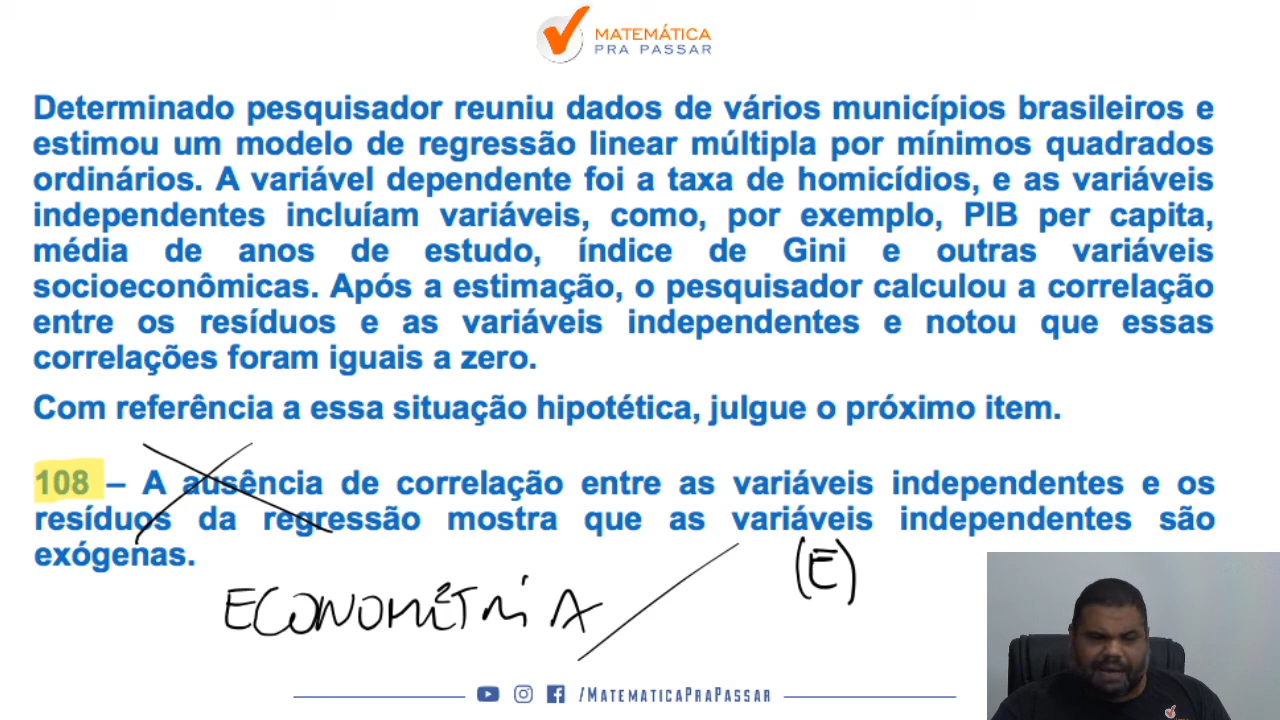 MATEMÁTICA
PRA PASSAR
Determinado pesquisador reuniu dados de vários municípios brasileiros e
estimou um modelo de regressão linear múltipla por mínimos quadrados
ordinários. A variável dependente foi a taxa de homicídios, e as variáveis
independentes incluíam variáveis, como, por exemplo, PIB per capita,
média de anos de estudo, índice de Gini e outras variáveis
socioeconômicas. Após a estimação, o pesquisador calculou a correlação
entre os resíduos e as variáveis independentes e notou que essas
correlações foram iguais a zero.
Com referência a essa situação hipotética, julgue o próximo item.
108 – A ausência de correlação entre as variáveis independentes e os
resíduos da regressão mostra que as variáveis independentes são
exógenas.
(E)
ECONOMÉTRIA
/MATEMATICAPRAPASSAR